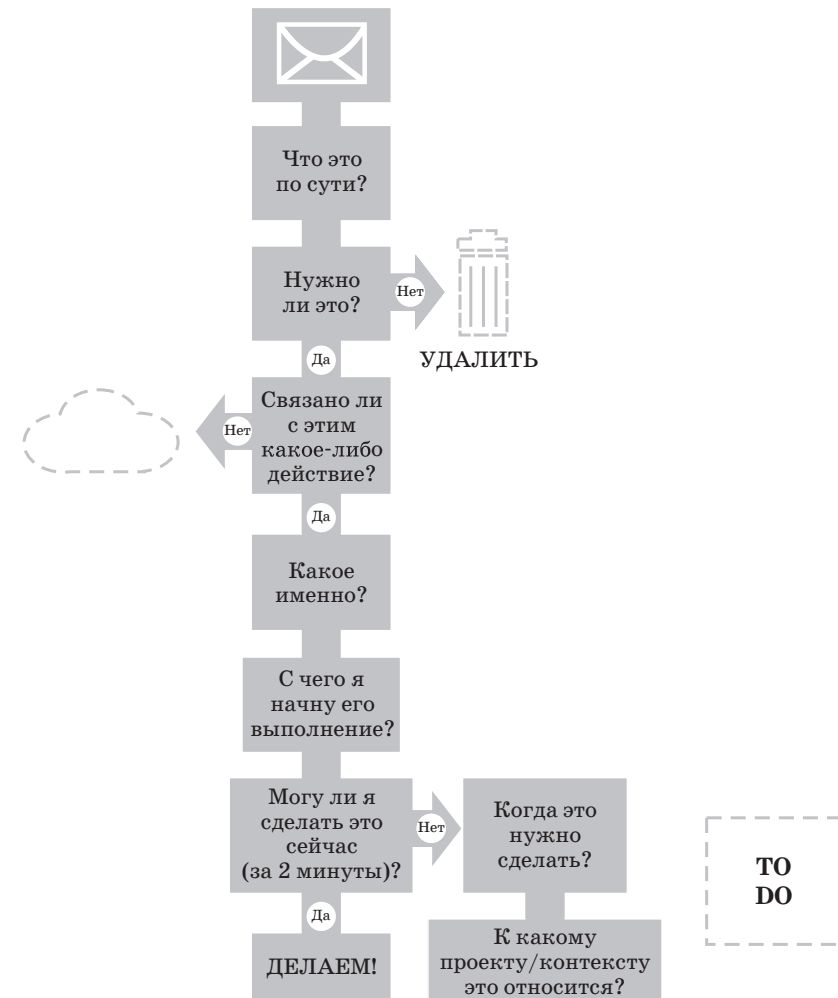 Что это
по сути?
Нужно
ли это?
Нет
УДАЛИТЬ
Да
Связано ли
с этим
какое-либо
действие?
Нет
Да
Какое
именно?
С чего я
начну его
выполнение?
Могу ли я
сделать это
сейчас
(за 2 минуты)?
Нет
Когда это
нужно
сделать?
TO
DO
Да
ДЕЛАЕМ!
К какому
проекту/контексту
это относится?